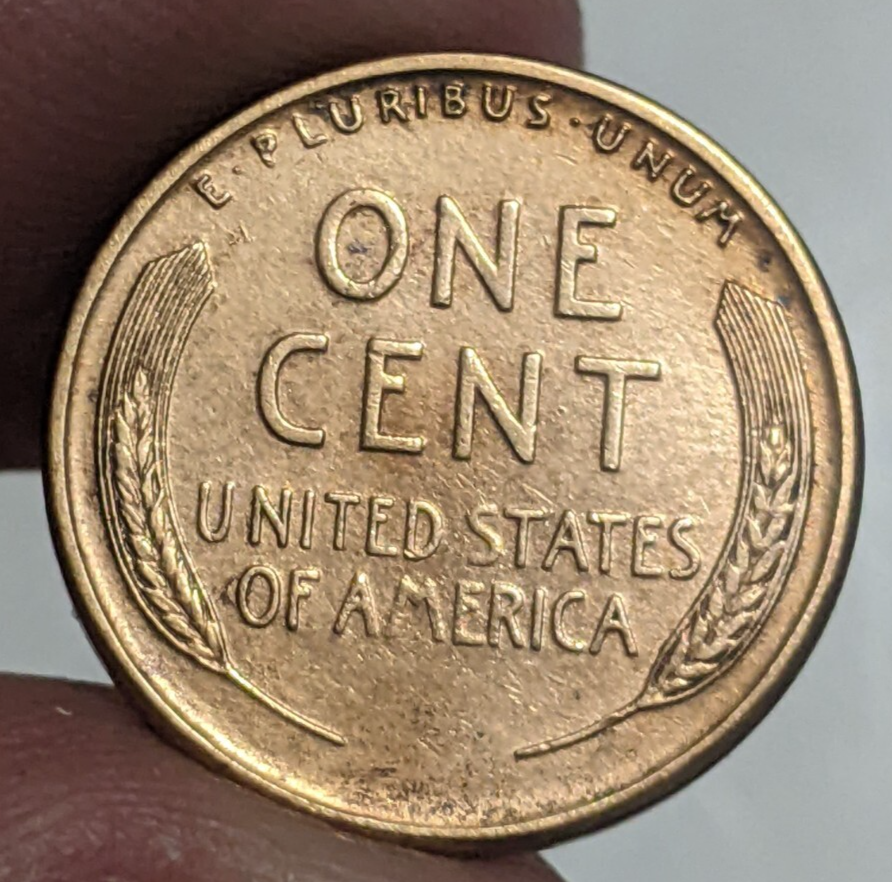 E·PLURIBUS·UNUM
ONE
CENT
UNITED STATES
OF AMERICA